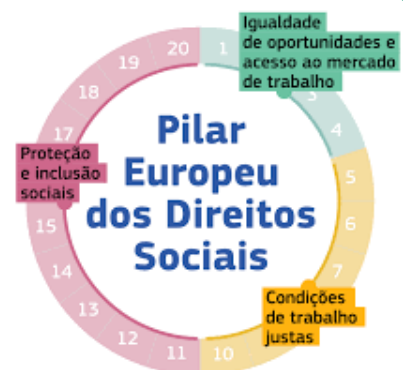 Igualdade
de oportunidades e
acesso ao mercado
de trabalho
Pilar
Europeu
dos Direitos
Sociais
Proteção
e inclusão
sociais
Condições
de trabalho
justas
1
3
4
5
6
7
10
11
12
13
14
15
17
18
19
20